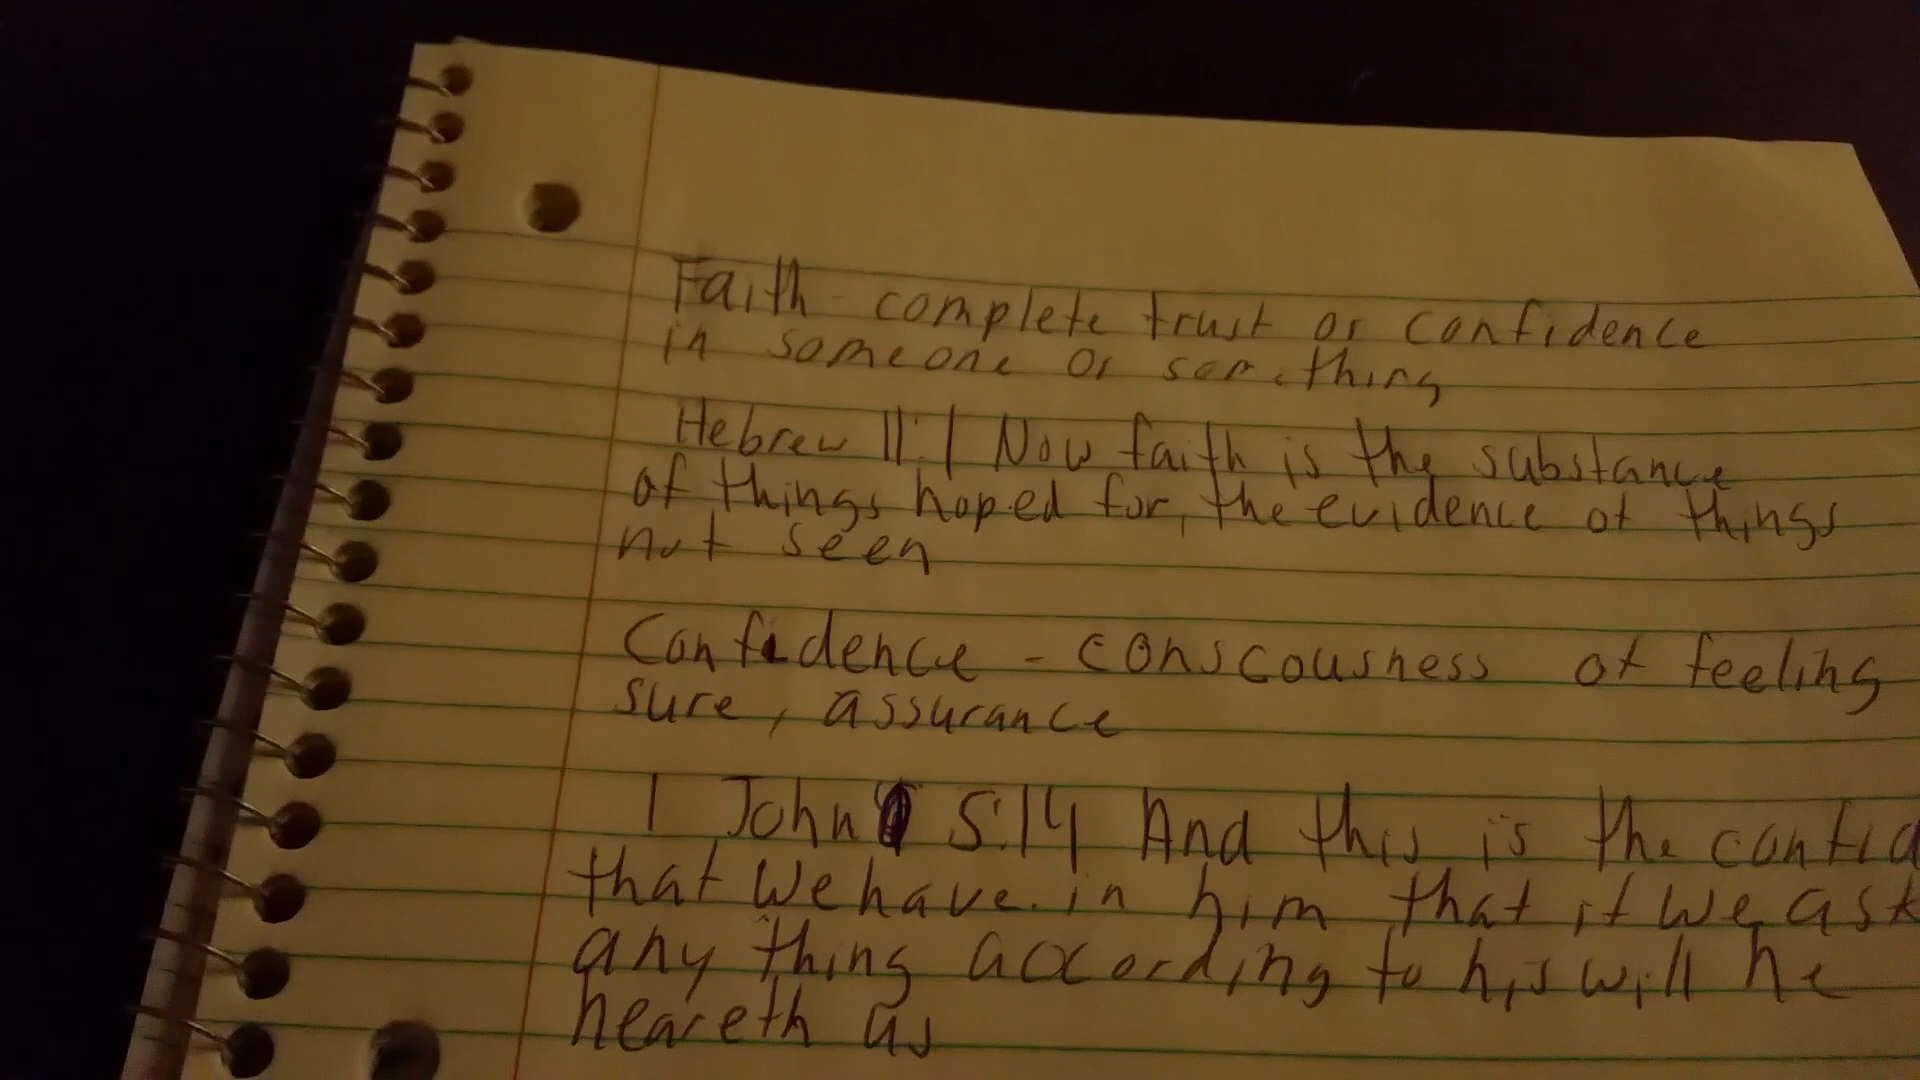 Faith - complete trust or confidence
in someone or something
Hebrew 11:1 Now faith is the substance
of things hoped for, the evidence of things
not seen
Confidence - conscousness of feeling
sure, assurance
1 John 5:14 And this is the confid
that we have in him that if we ask
any thing according to his will he
heareth us